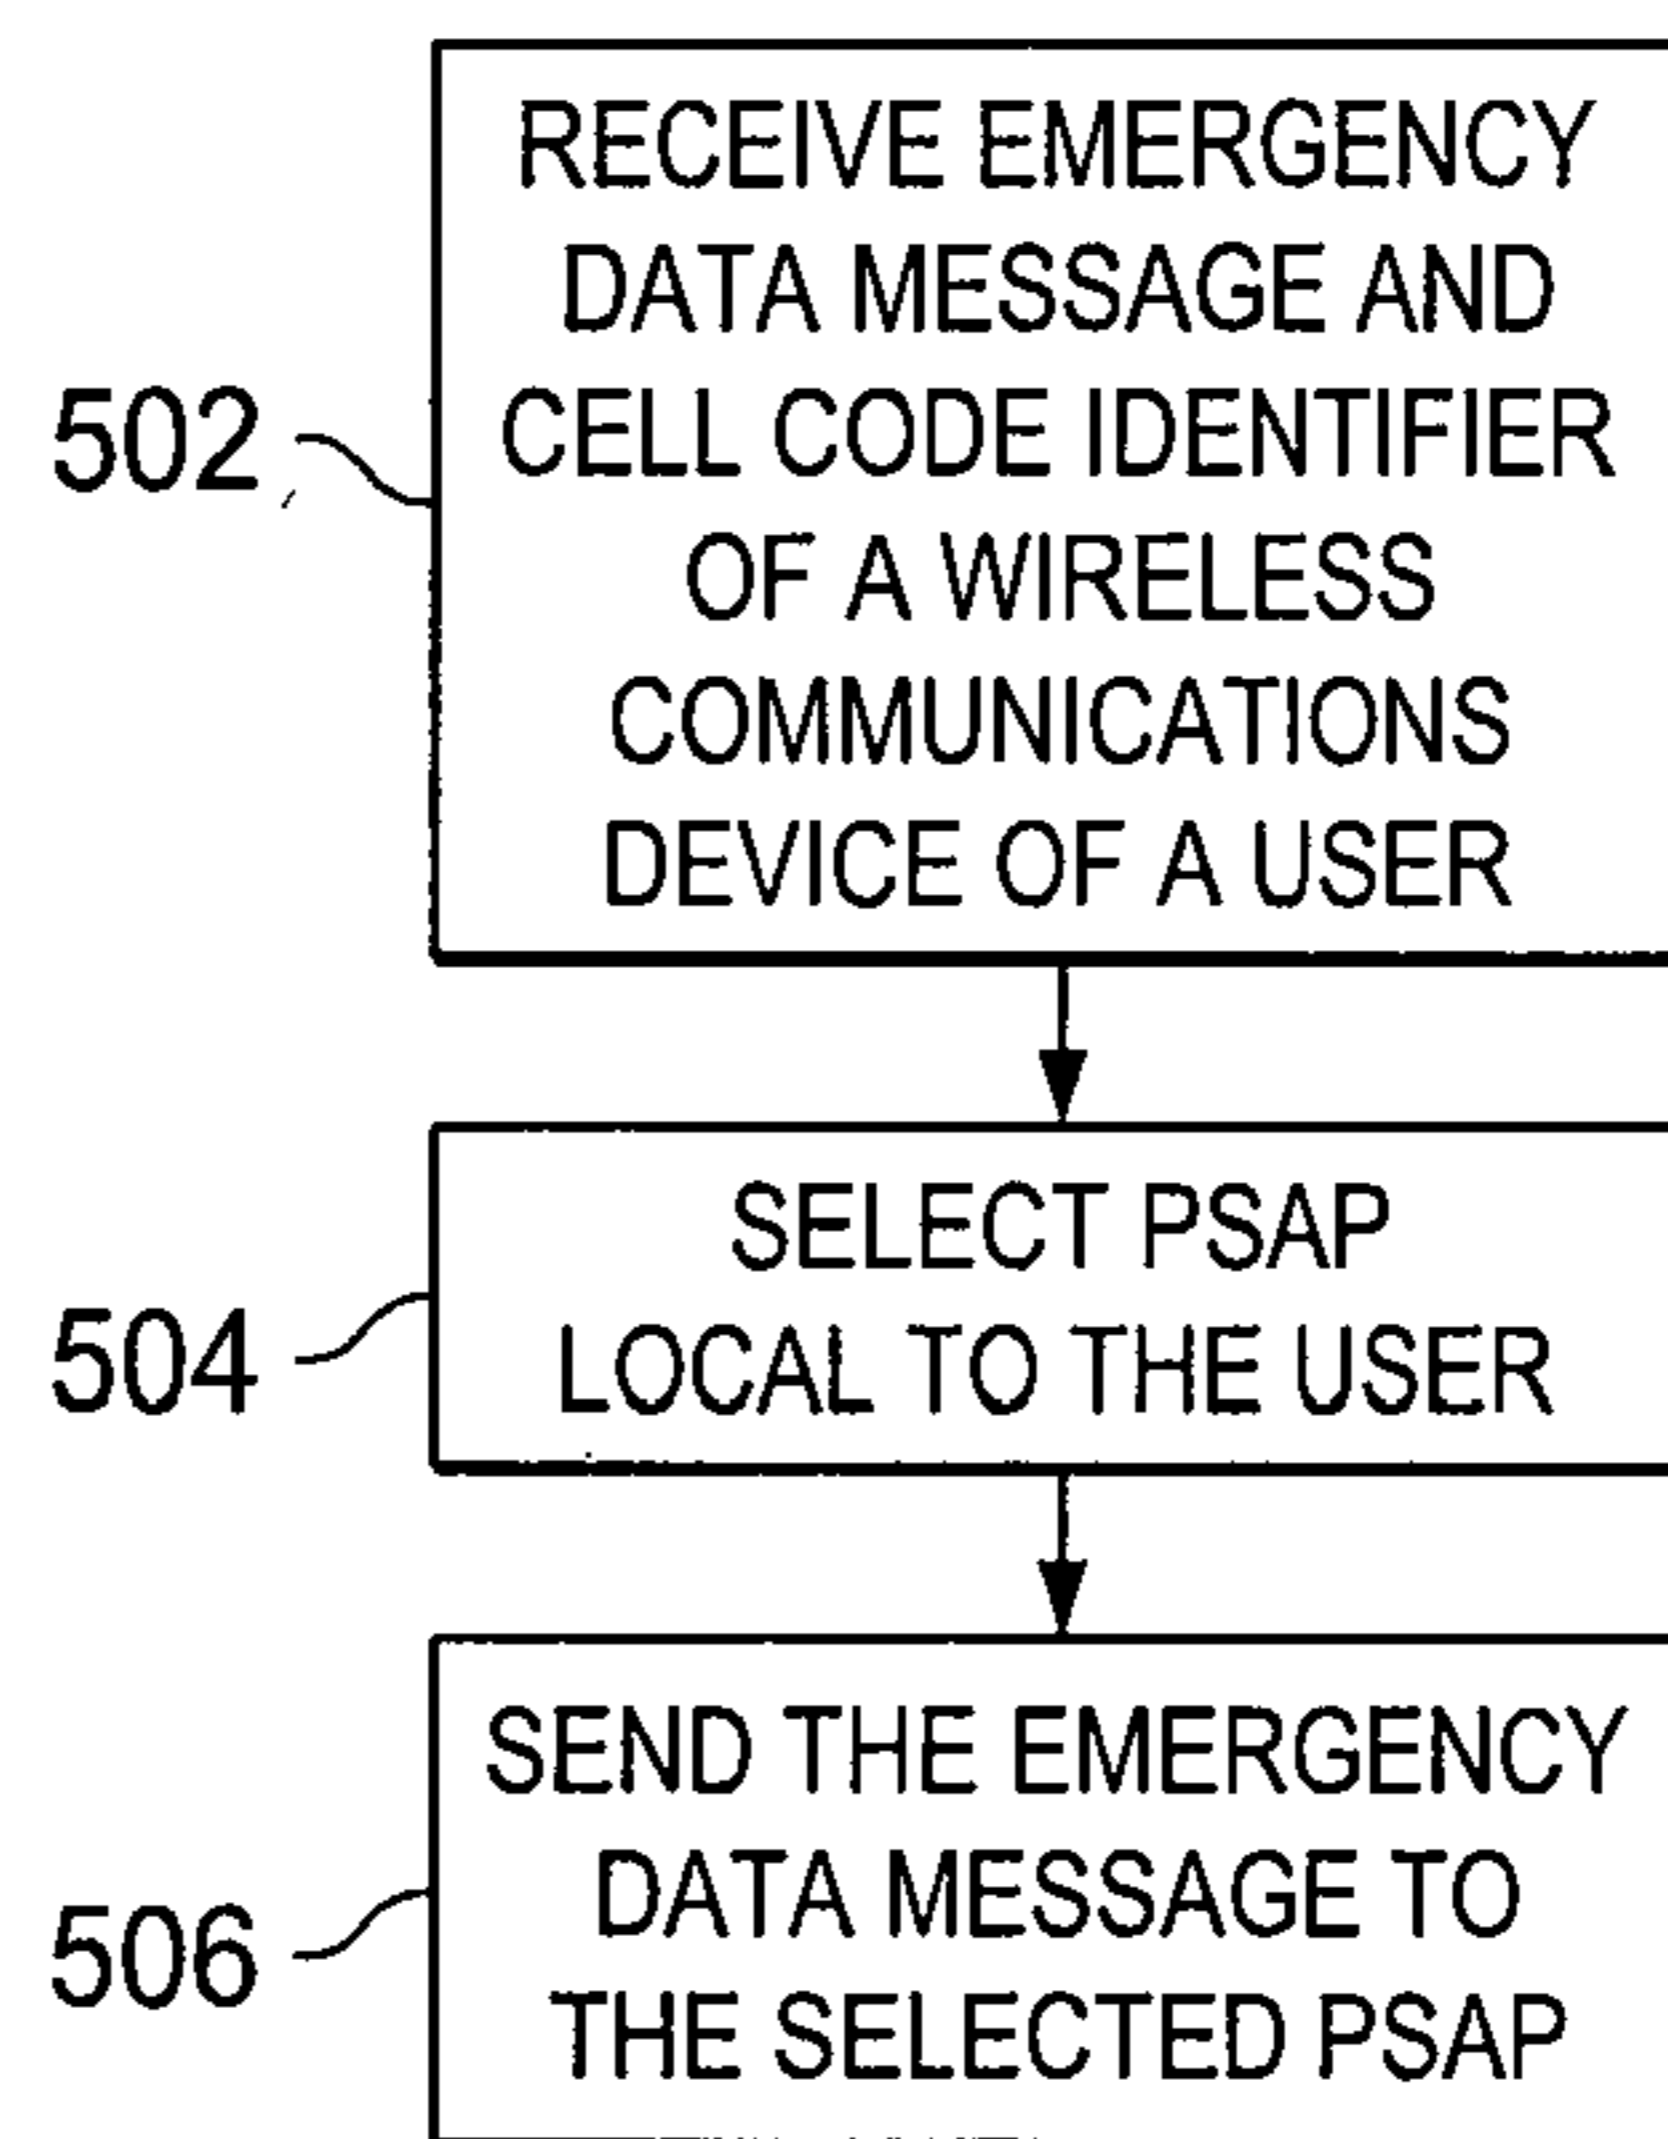 RECEIVE EMERGENCY
DATA MESSAGE AND
CELL CODE IDENTIFIER
OF A WIRELESS
COMMUNICATIONS
DEVICE OF A USER
502
SELECT PSAP
LOCAL TO THE USER
504
SEND THE EMERGENCY
DATA MESSAGE TO
THE SELECTED PSAP
506